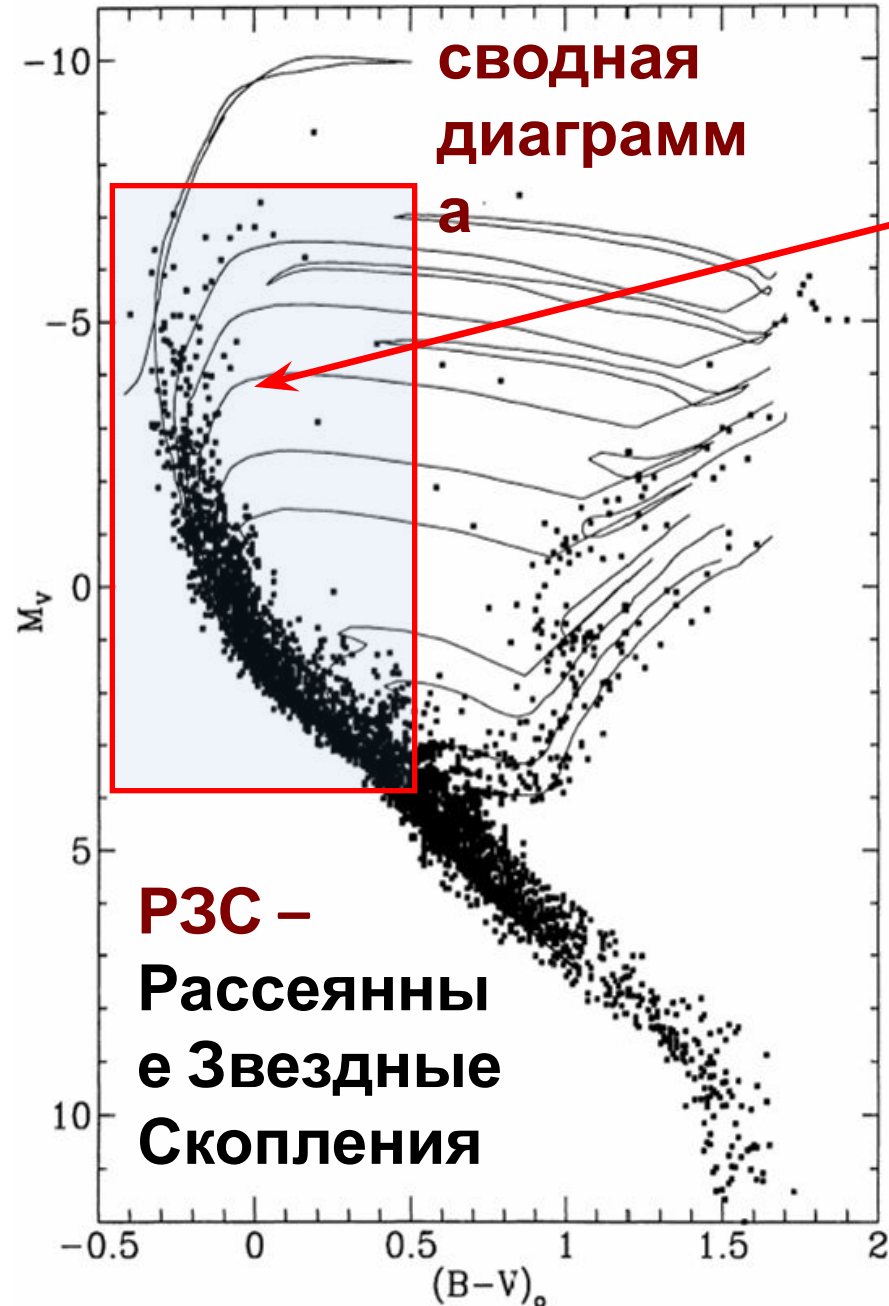 сводная
диаграмм
а
-10
-5
0
5
10
M_V
РЗС –
Рассеянны
е Звездные
Скопления
-0.5
0
0.5
1
1.5
2
(B-V)₀